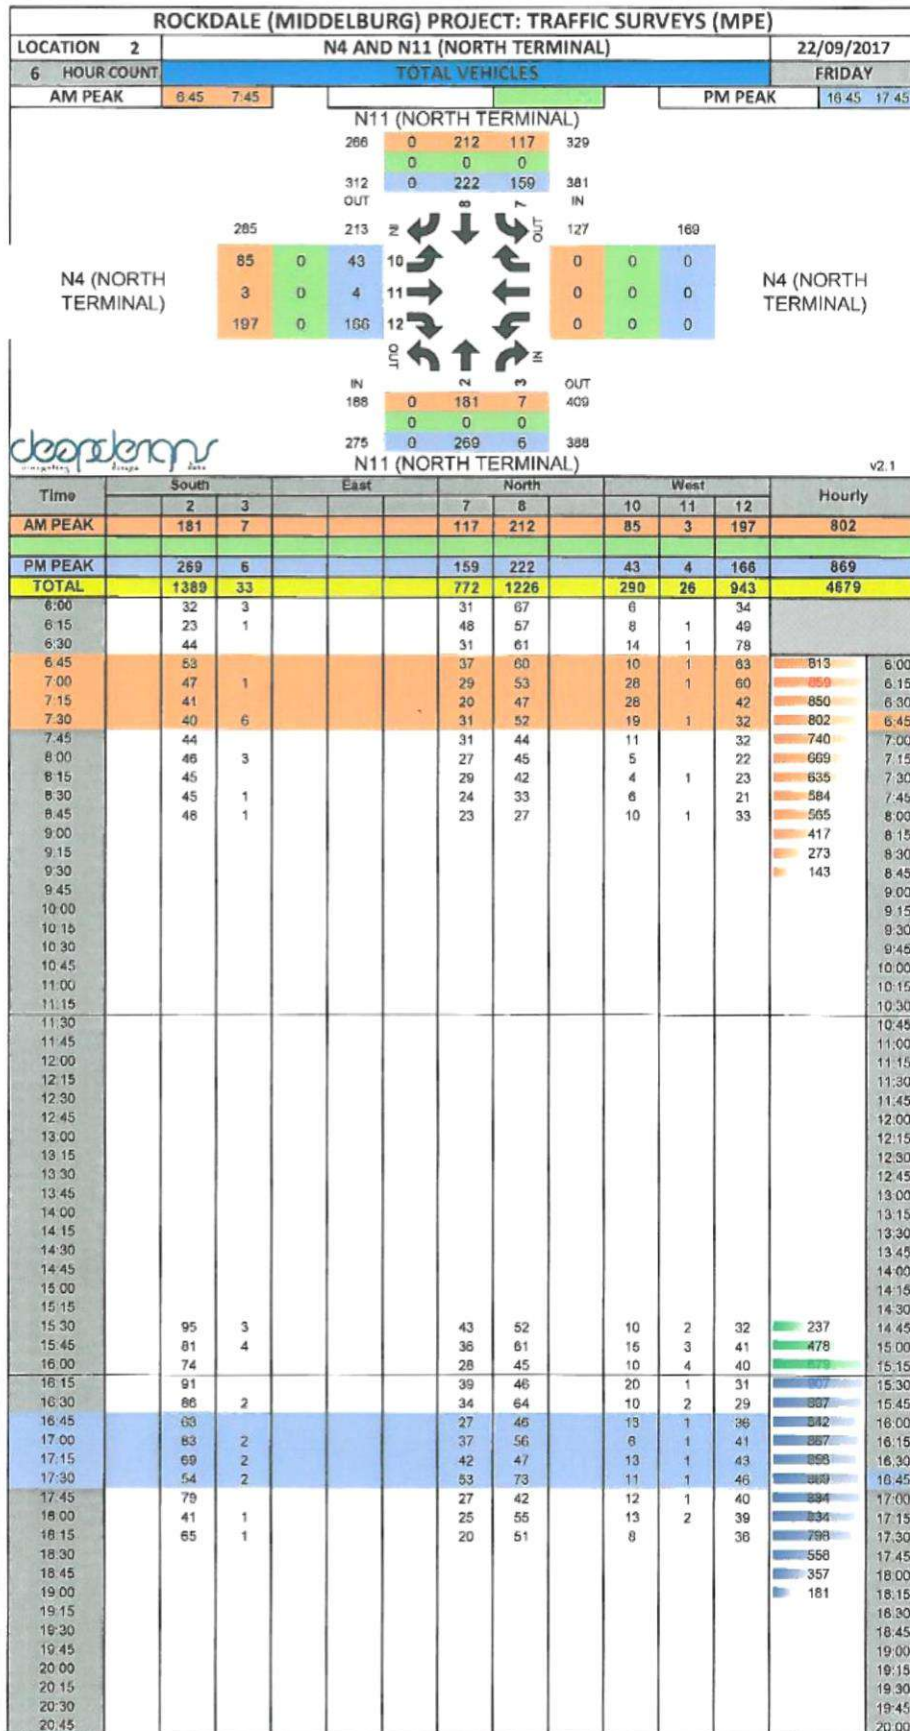 ROCKDALE (MIDDELBURG) PROJECT: TRAFFIC SURVEYS (MPE)
LOCATION 2 N4 AND N11 (NORTH TERMINAL) 22/09/2017
6 HOUR COUNT TOTAL VEHICLES FRIDAY
AM PEAK 6:45 7:45 PM PEAK 16 45 17 45
N11 (NORTH TERMINAL)
266 0 212 117 329
0 0 0
312 0 222 159 381
OUT 8 7 IN
285 213 IN OUT 127 169
N4 (NORTH TERMINAL) 85 0 43 10 0 0 0 N4 (NORTH TERMINAL)
3 0 4 11 0 0 0
197 0 166 12 0 0 0
OUT IN
IN 2 3 OUT
188 0 181 7 409
0 0 0
275 0 269 6 388
deopdesigns
N11 (NORTH TERMINAL) v2.1
Time South East North West Hourly
2 3 7 8 10 11 12
AM PEAK 181 7 117 212 85 3 197 802
PM PEAK 269 6 159 222 43 4 166 869
TOTAL 1389 33 772 1226 290 26 943 4679
6:00 32 3 31 67 6 34
6:15 23 1 48 57 8 1 49
6:30 44 31 61 14 1 78
6:45 53 37 60 10 1 63 813 6:00
7:00 47 1 29 53 28 1 60 859 6:15
7:15 41 20 47 28 42 850 6:30
7:30 40 6 31 52 19 1 32 802 6:45
7:45 44 31 44 11 32 740 7:00
8:00 46 3 27 45 5 22 669 7:15
8:15 45 29 42 4 1 23 635 7:30
8:30 45 1 24 33 6 21 584 7:45
8:45 48 1 23 27 10 1 33 565 8:00
9:00 417 8:15
9:15 273 8:30
9:30 143 8:45
9:45 9:00
10:00 9:15
10:15 9:30
10:30 9:45
10:45 10:00
11:00 10:15
11:15 10:30
11:30 10:45
11:45 11:00
12:00 11:15
12:15 11:30
12:30 11:45
12:45 12:00
13:00 12:15
13:15 12:30
13:30 12:45
13:45 13:00
14:00 13:15
14:15 13:30
14:30 13:45
14:45 14:00
15:00 14:15
15:15 14:30
15:30 95 3 43 52 10 2 32 237 14:45
15:45 81 4 36 61 15 3 41 478 15:00
16:00 74 28 45 10 4 40 679 15:15
16:15 91 39 46 20 1 31 907 15:30
16:30 86 2 34 64 10 2 29 897 15:45
16:45 63 27 46 13 1 36 842 16:00
17:00 83 2 37 56 6 1 41 867 16:15
17:15 69 2 42 47 13 1 43 856 16:30
17:30 54 2 53 73 11 1 46 869 16:45
17:45 79 27 42 12 1 40 884 17:00
18:00 41 1 25 55 13 2 39 834 17:15
18:15 65 1 20 51 8 36 798 17:30
18:30 558 17:45
18:45 357 18:00
19:00 181 18:15
19:15 18:30
19:30 18:45
19:45 19:00
20:00 19:15
20:15 19:30
20:30 19:45
20:45 20:00